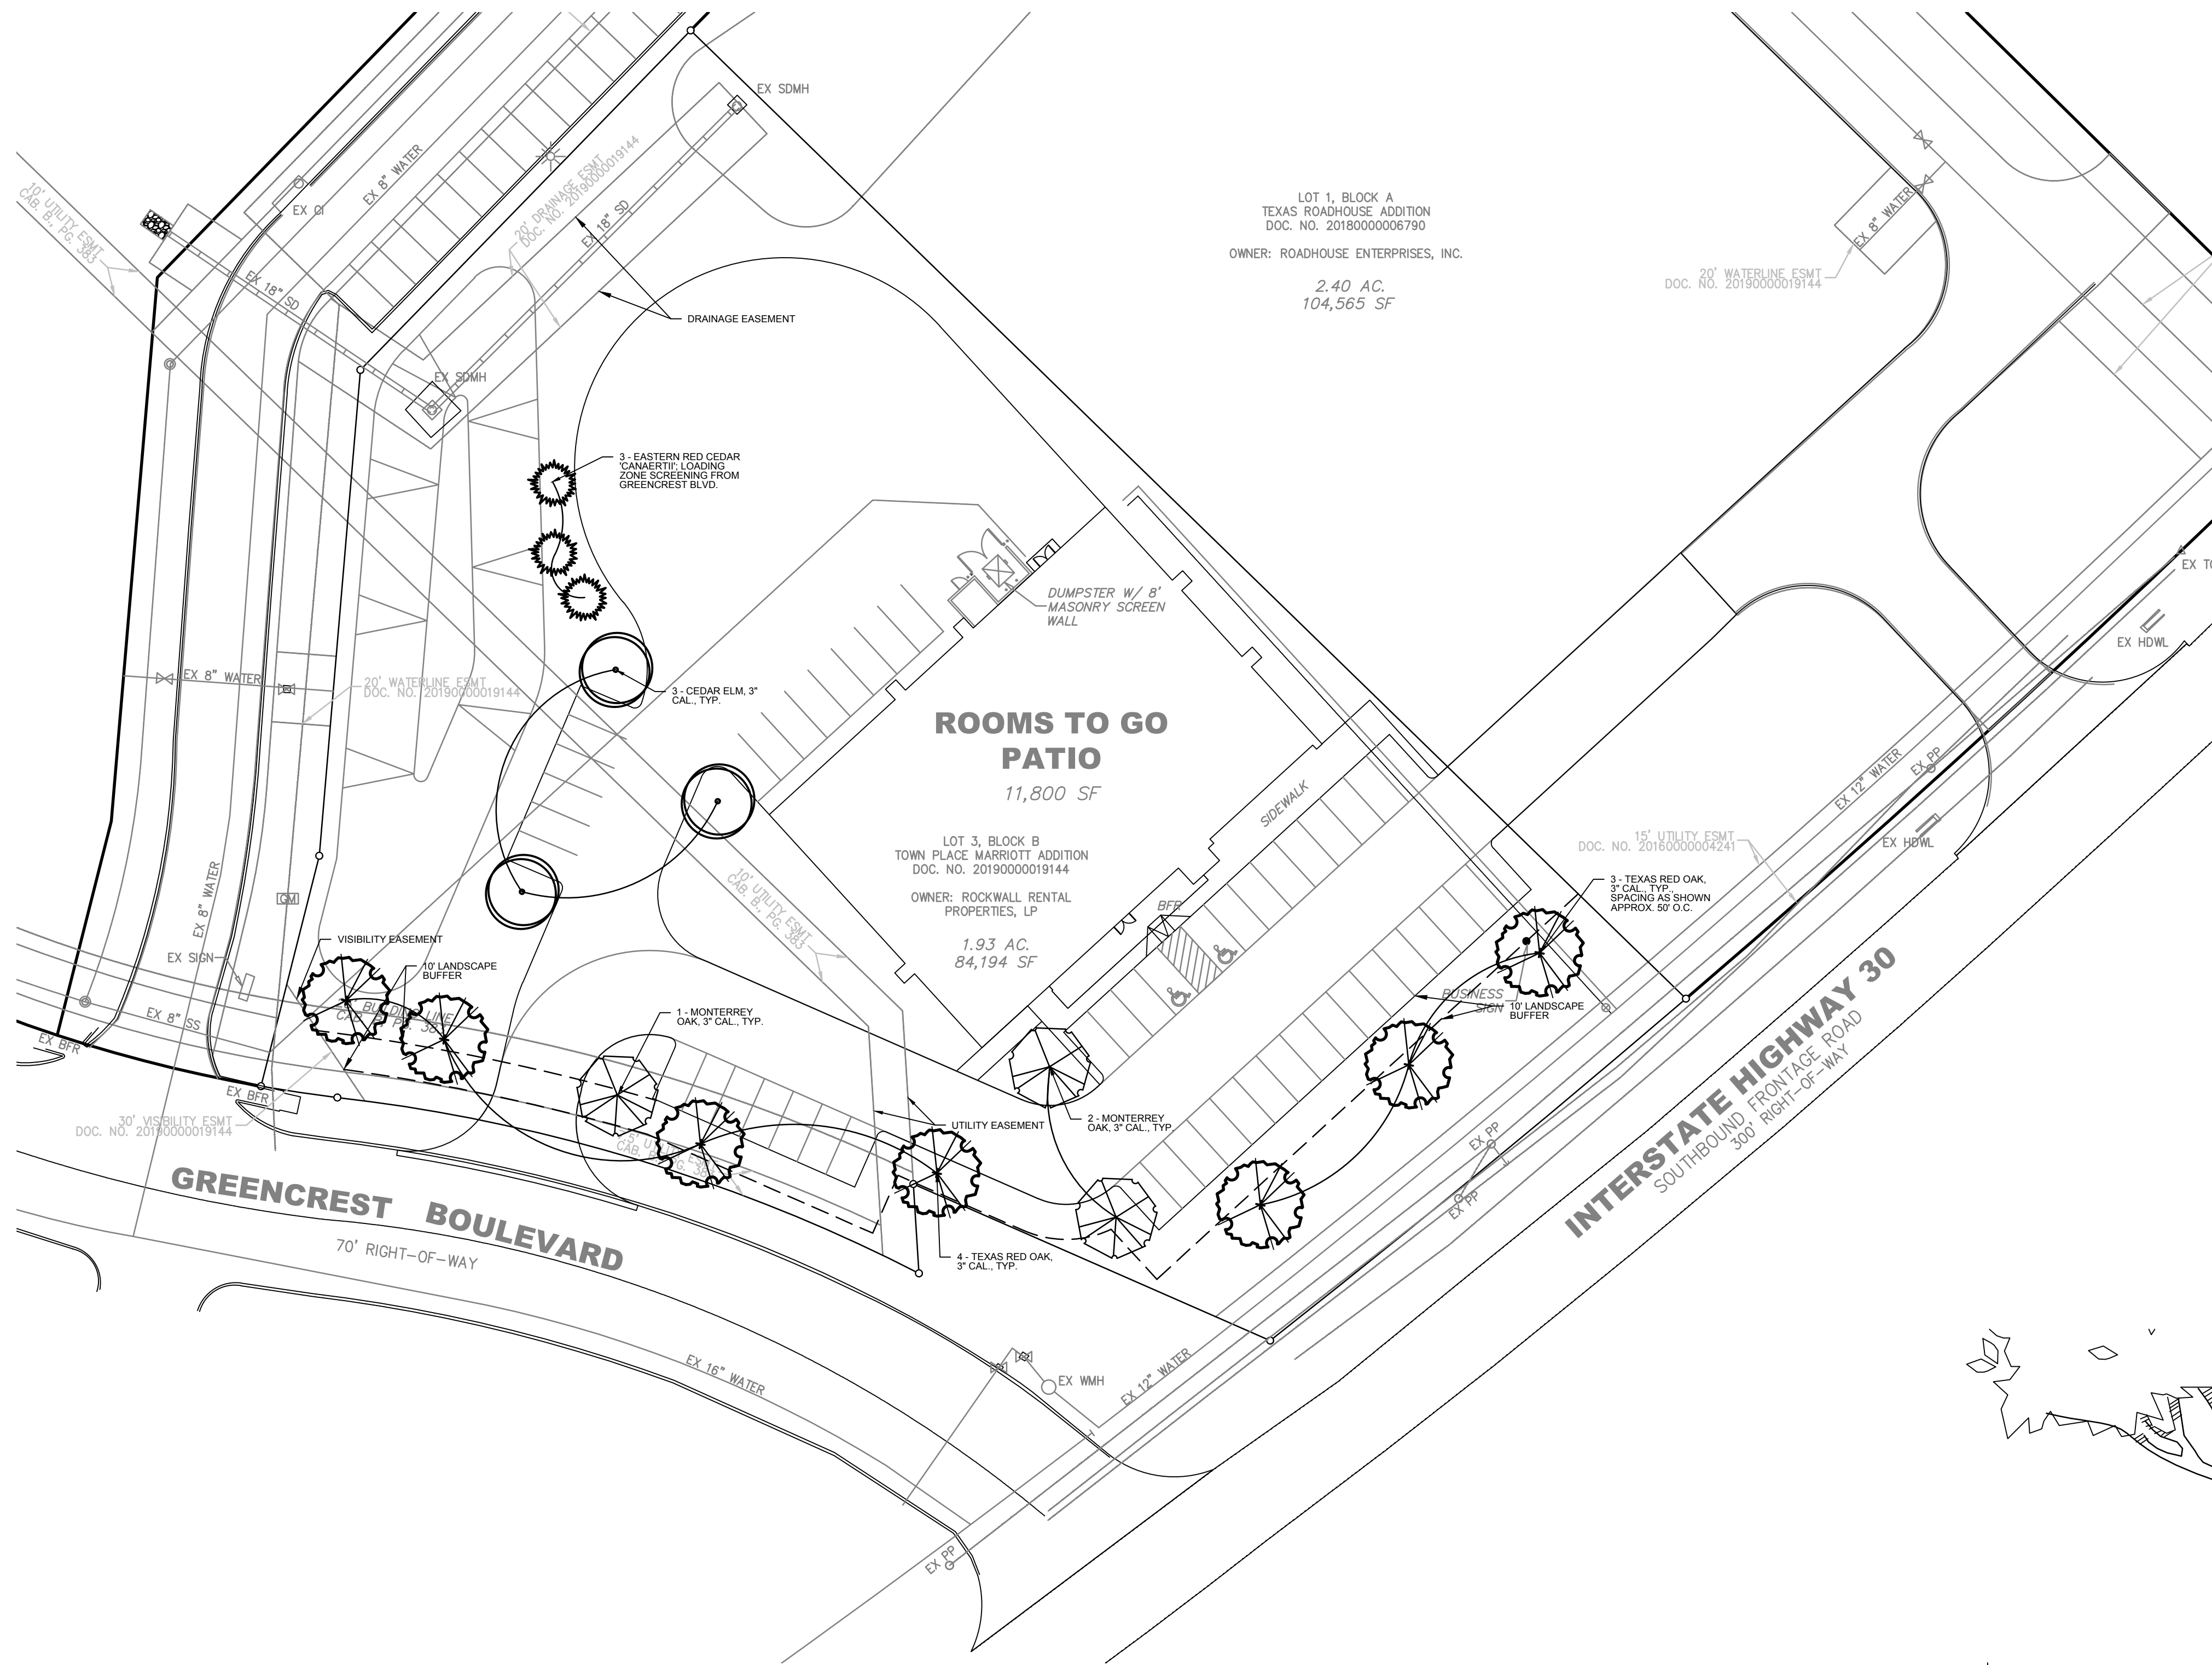 EX SDMH
10' UTILITY ESMT
CAB. B., PG. 383
EX CI
EX 8" WATER
20' DRAINAGE ESMT
DOC. NO. 20190000019144
EX 18" SD
EX 18" SD
DRAINAGE EASEMENT
EX SDMH
LOT 1, BLOCK A
TEXAS ROADHOUSE ADDITION
DOC. NO. 20180000006790
OWNER: ROADHOUSE ENTERPRISES, INC.
2.40 AC.
104,565 SF
EX 8" WATER
20' WATERLINE ESMT
DOC. NO. 20190000019144
3 - EASTERN RED CEDAR
'CANAERTII'; LOADING
ZONE SCREENING FROM
GREENCREST BLVD.
DUMPSTER W/ 8'
MASONRY SCREEN
WALL
EX HDWL
EX 8" WATER
20' WATERLINE ESMT
DOC. NO. 20190000019144
3 - CEDAR ELM, 3"
CAL., TYP.
ROOMS TO GO
PATIO
11,800 SF
SIDEWALK
EX 12" WATER
EX PP
LOT 3, BLOCK B
TOWN PLACE MARRIOTT ADDITION
DOC. NO. 20190000019144
OWNER: ROCKWALL RENTAL
PROPERTIES, LP
1.93 AC.
84,194 SF
BFR
15' UTILITY ESMT
DOC. NO. 20160000004241
EX HDWL
3 - TEXAS RED OAK,
3" CAL., TYP.,
SPACING AS SHOWN
APPROX. 50' O.C.
10' UTILITY ESMT
CAB. B., PG. 383
EX 8" WATER
GM
VISIBILITY EASEMENT
EX SIGN
10' LANDSCAPE
BUFFER
BUILDING LINE
CAB. B., PG. 38
BUSINESS
SIGN
10' LANDSCAPE
BUFFER
EX 8" SS
EX BFR
1 - MONTERREY
OAK, 3" CAL., TYP.
EX BFR
30' VISIBILITY ESMT
DOC. NO. 20190000019144
2 - MONTERREY
OAK, 3" CAL., TYP.
UTILITY EASEMENT
EX PP
EX PP
INTERSTATE HIGHWAY 30
SOUTHBOUND FRONTAGE ROAD
300' RIGHT-OF-WAY
GREENCREST BOULEVARD
70' RIGHT-OF-WAY
4 - TEXAS RED OAK,
3" CAL., TYP.
EX 16" WATER
EX WMH
EX 12" WATER
EX PP